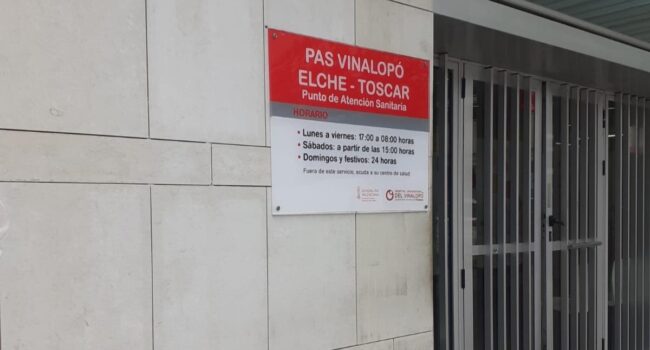 PAS VINALOPÓ
ELCHE - TOSCAR
Punto de Atención Sanitaria
HORARIO
• Lunes a viernes: 17:00 a 08:00 horas
• Sábados: a partir de las 15:00 horas
• Domingos y festivos: 24 horas
Fuera de este servicio, acuda a su centro de salud
GENERALITAT
VALENCIANA
DEL VINALOPÓ